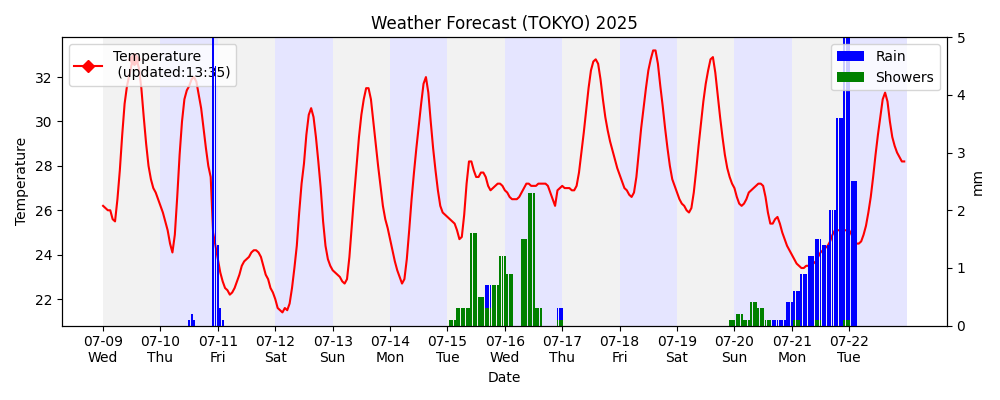 Weather Forecast (TOKYO) 2025
Temperature
(updated:13:35)
Rain
Showers
Temperature
32
30
28
26
24
22
5
4
3
2
1
0
mm
07-09 07-10 07-11 07-12 07-13 07-14 07-15 07-16 07-17 07-18 07-19 07-20 07-21 07-22
Wed Thu Fri Sat Sun Mon Tue Wed Thu Fri Sat Sun Mon Tue
Date